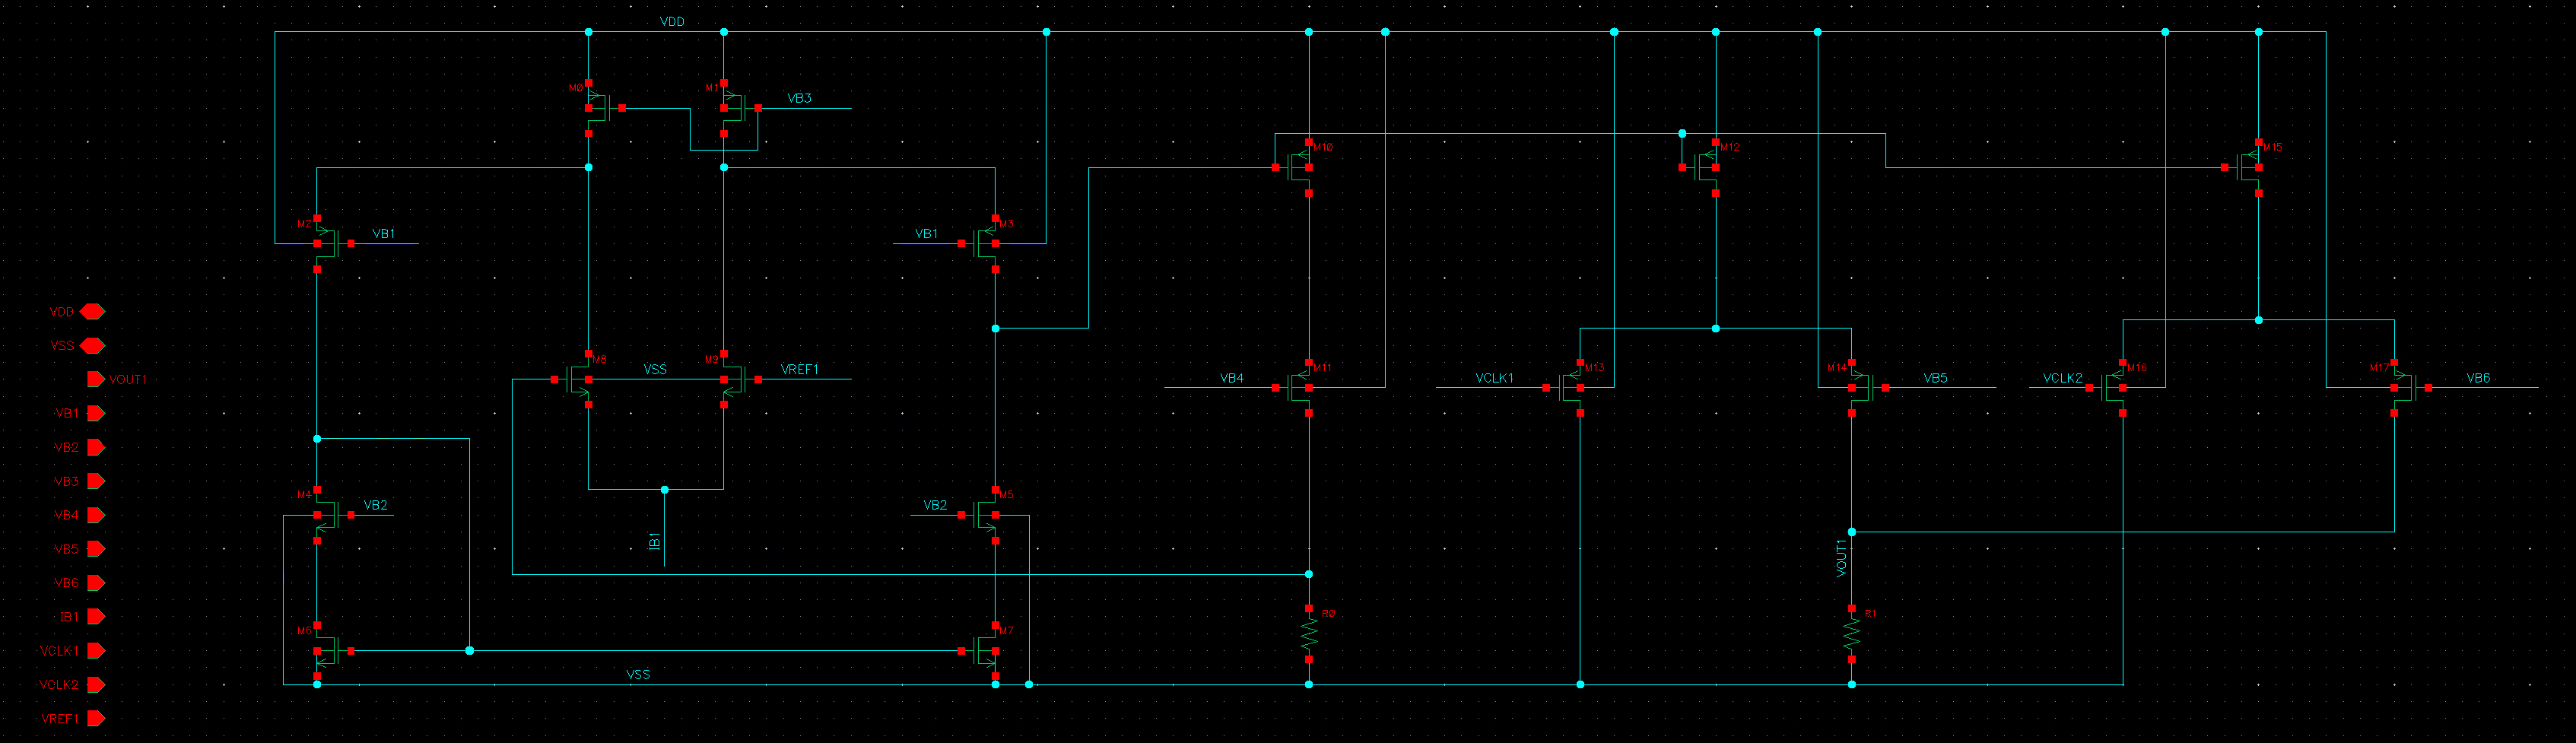 VDD
M0
M1
VB3
M10
M12
M15
M2
VB1
VB1
M3
VDD
VSS
VOUT1
VB1
VB2
VB3
VB4
VB5
VB6
IB1
VCLK1
VCLK2
VREF1
M8
VSS
M9
VREF1
VB4
M11
VCLK1
M13
M14
VB5
VCLK2
M16
M17
VB6
M4
VB2
VB2
M5
IB1
VOUT1
R0
R1
M6
M7
VSS